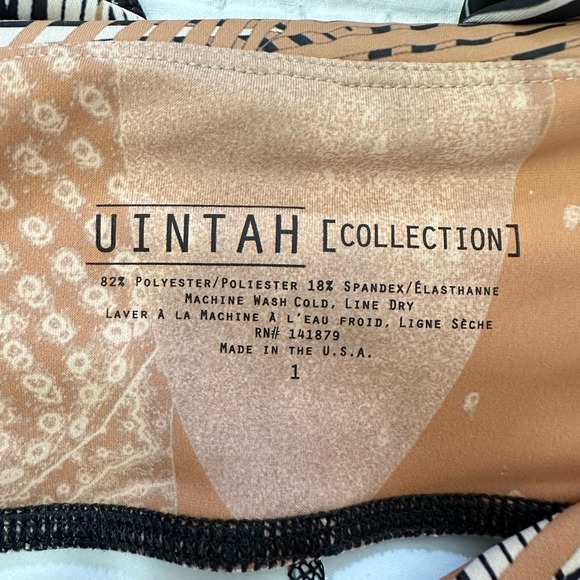 UINTAH [COLLECTION]
82% POLYESTER/POLIESTER 18% SPANDEX/ÉLASTHANNE
MACHINE WASH COLD, LINE DRY
LAVER À LA MACHINE À L'EAU FROID, LIGNE SÈCHE
RN# 141879
MADE IN THE U.S.A.
1